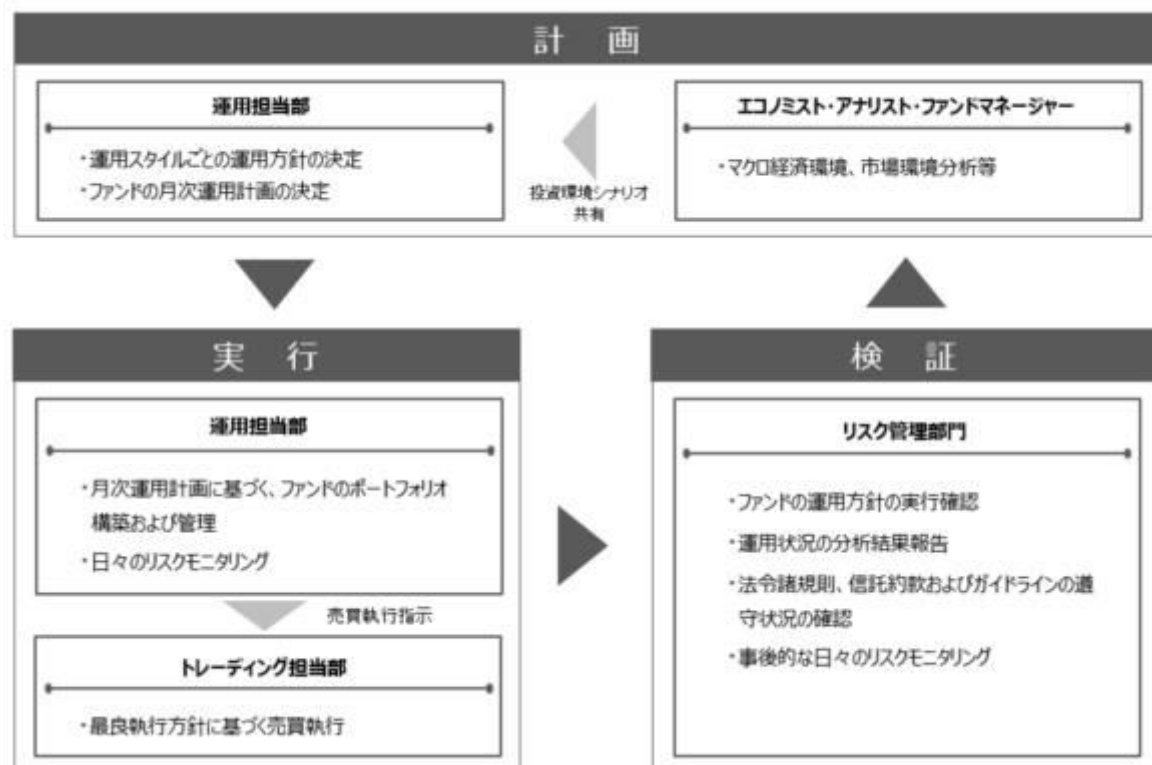 計 画
運用担当部
・運用スタイルごとの運用方針の決定
・ファンドの月次運用計画の決定
投資環境シナリオ
共有
エコノミスト・アナリスト・ファンドマネージャー
・マクロ経済環境、市場環境分析等
実 行
運用担当部
・月次運用計画に基づく、ファンドのポートフォリオ
構築および管理
・日々のリスクモニタリング
売買執行指示
トレーディング担当部
・最良執行方針に基づく売買執行
検 証
リスク管理部門
・ファンドの運用方針の実行確認
・運用状況の分析結果報告
・法令諸規則、信託約款およびガイドラインの遵
守状況の確認
・事後的な日々のリスクモニタリング